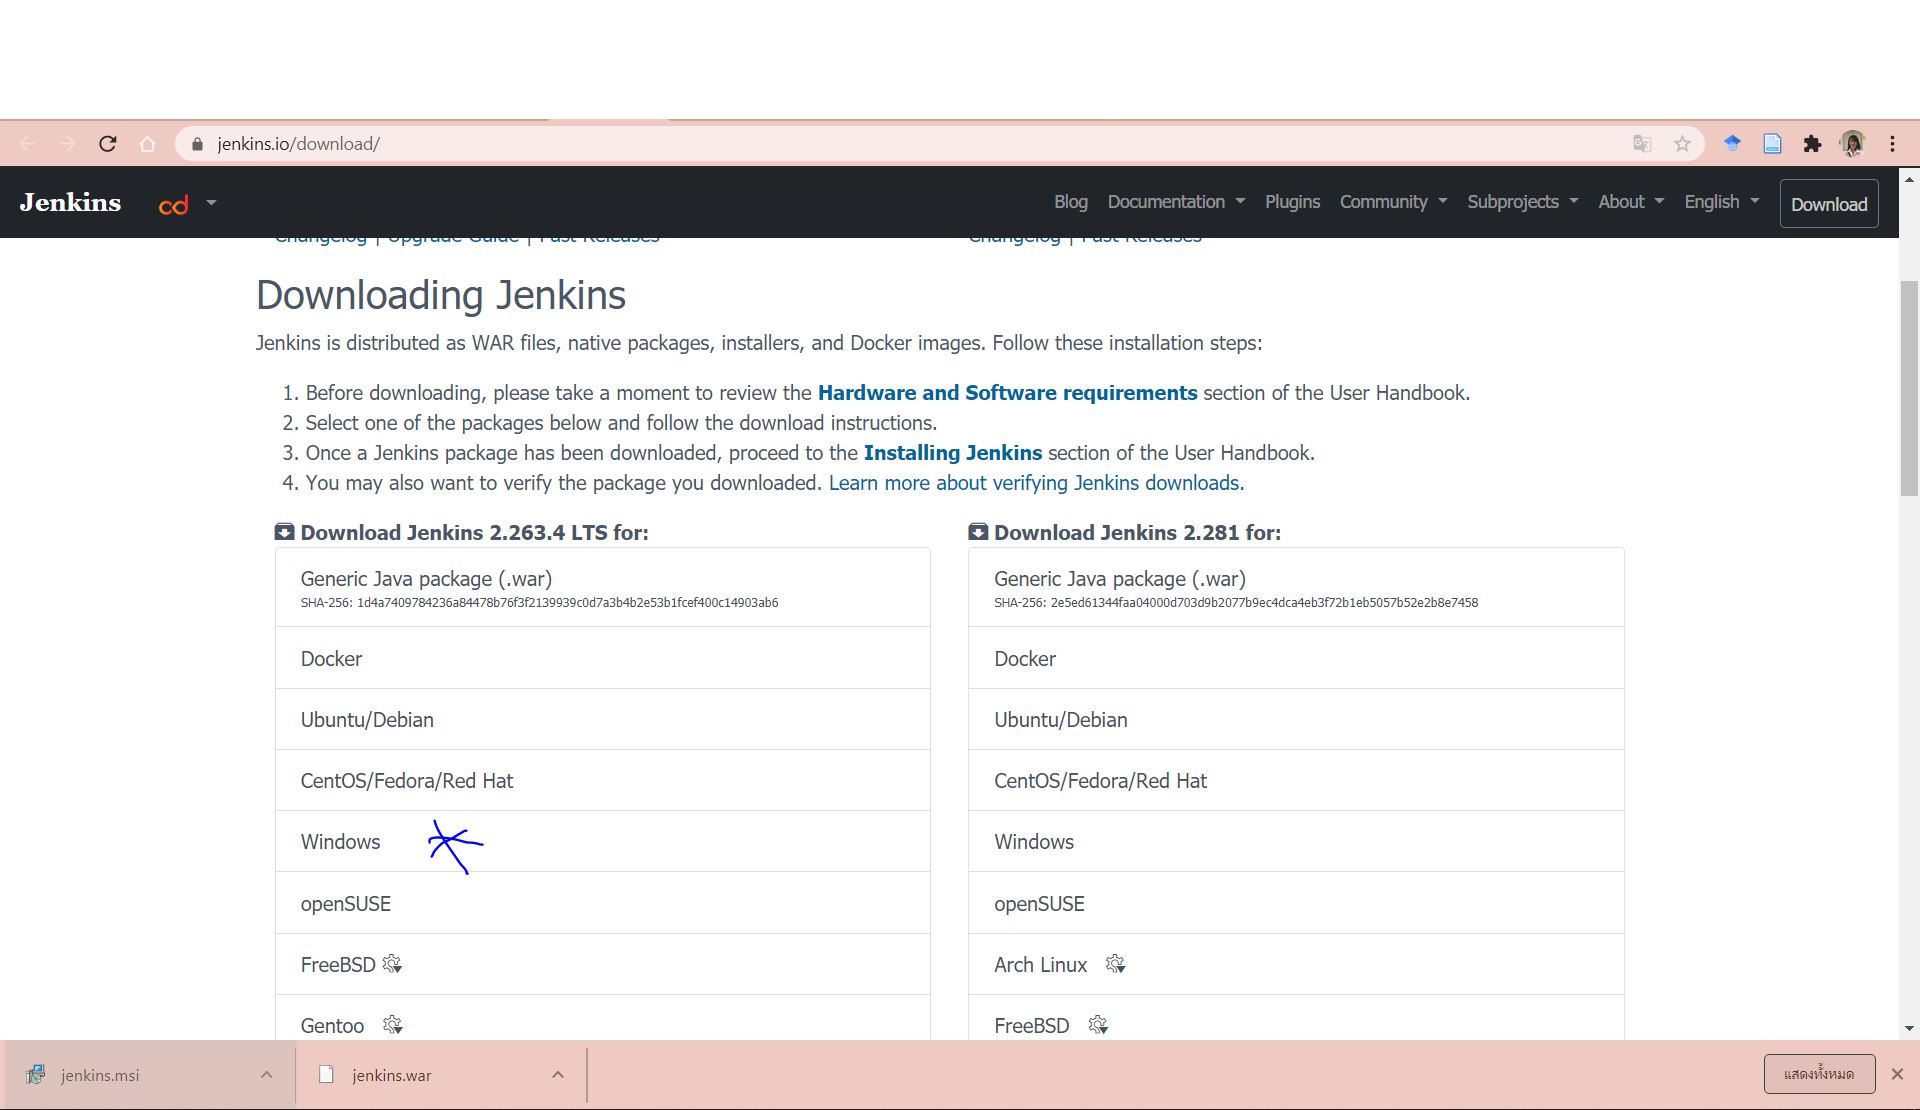 jenkins.io/download/
Jenkins cd Blog Documentation Plugins Community Subprojects About English Download
Changelog | Upgrade Guide | Past Releases
Changelog | Past Releases
Downloading Jenkins
Jenkins is distributed as WAR files, native packages, installers, and Docker images. Follow these installation steps:
1. Before downloading, please take a moment to review the Hardware and Software requirements section of the User Handbook.
2. Select one of the packages below and follow the download instructions.
3. Once a Jenkins package has been downloaded, proceed to the Installing Jenkins section of the User Handbook.
4. You may also want to verify the package you downloaded. Learn more about verifying Jenkins downloads.
Download Jenkins 2.263.4 LTS for:
Generic Java package (.war)
SHA-256: 1d4a7409784236a84478b76f3f2139939c0d7a3b4b2e53b1fcef400c14903ab6
Docker
Ubuntu/Debian
CentOS/Fedora/Red Hat
Windows
openSUSE
FreeBSD
Gentoo
Download Jenkins 2.281 for:
Generic Java package (.war)
SHA-256: 2e5ed61344faa04000d703d9b2077b9ec4dca4eb3f72b1eb5057b52e2b8e7458
Docker
Ubuntu/Debian
CentOS/Fedora/Red Hat
Windows
openSUSE
Arch Linux
FreeBSD
jenkins.msi
jenkins.war
แสดงทั้งหมด